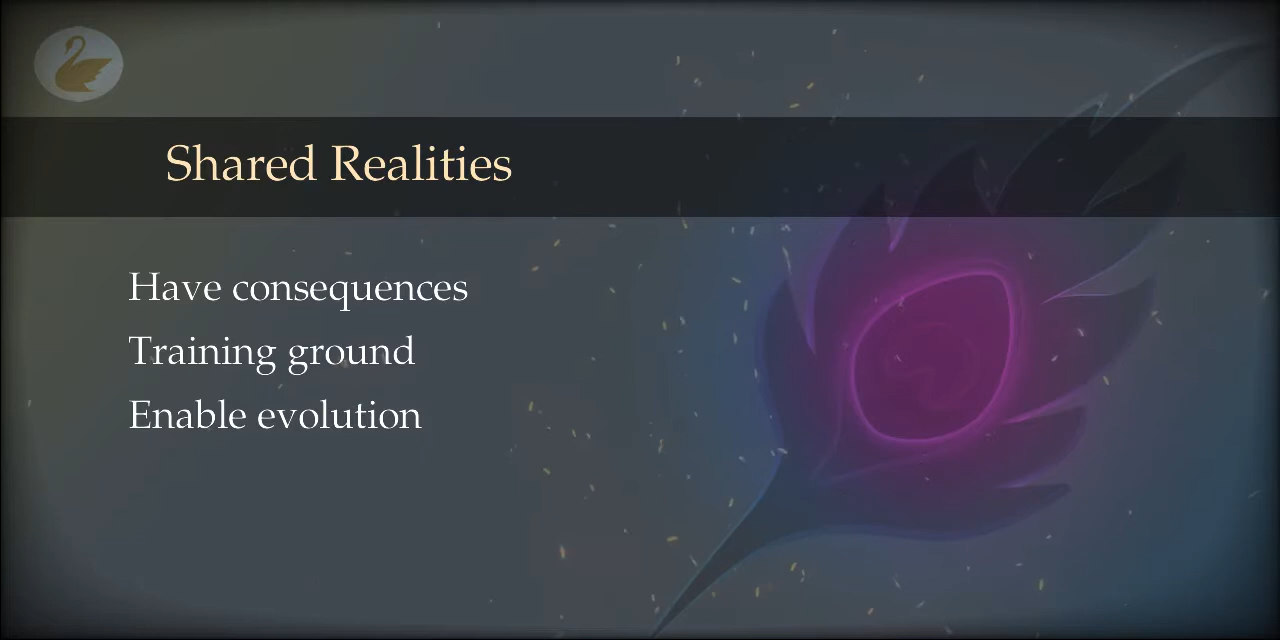 Shared Realities
Have consequences
Training ground
Enable evolution